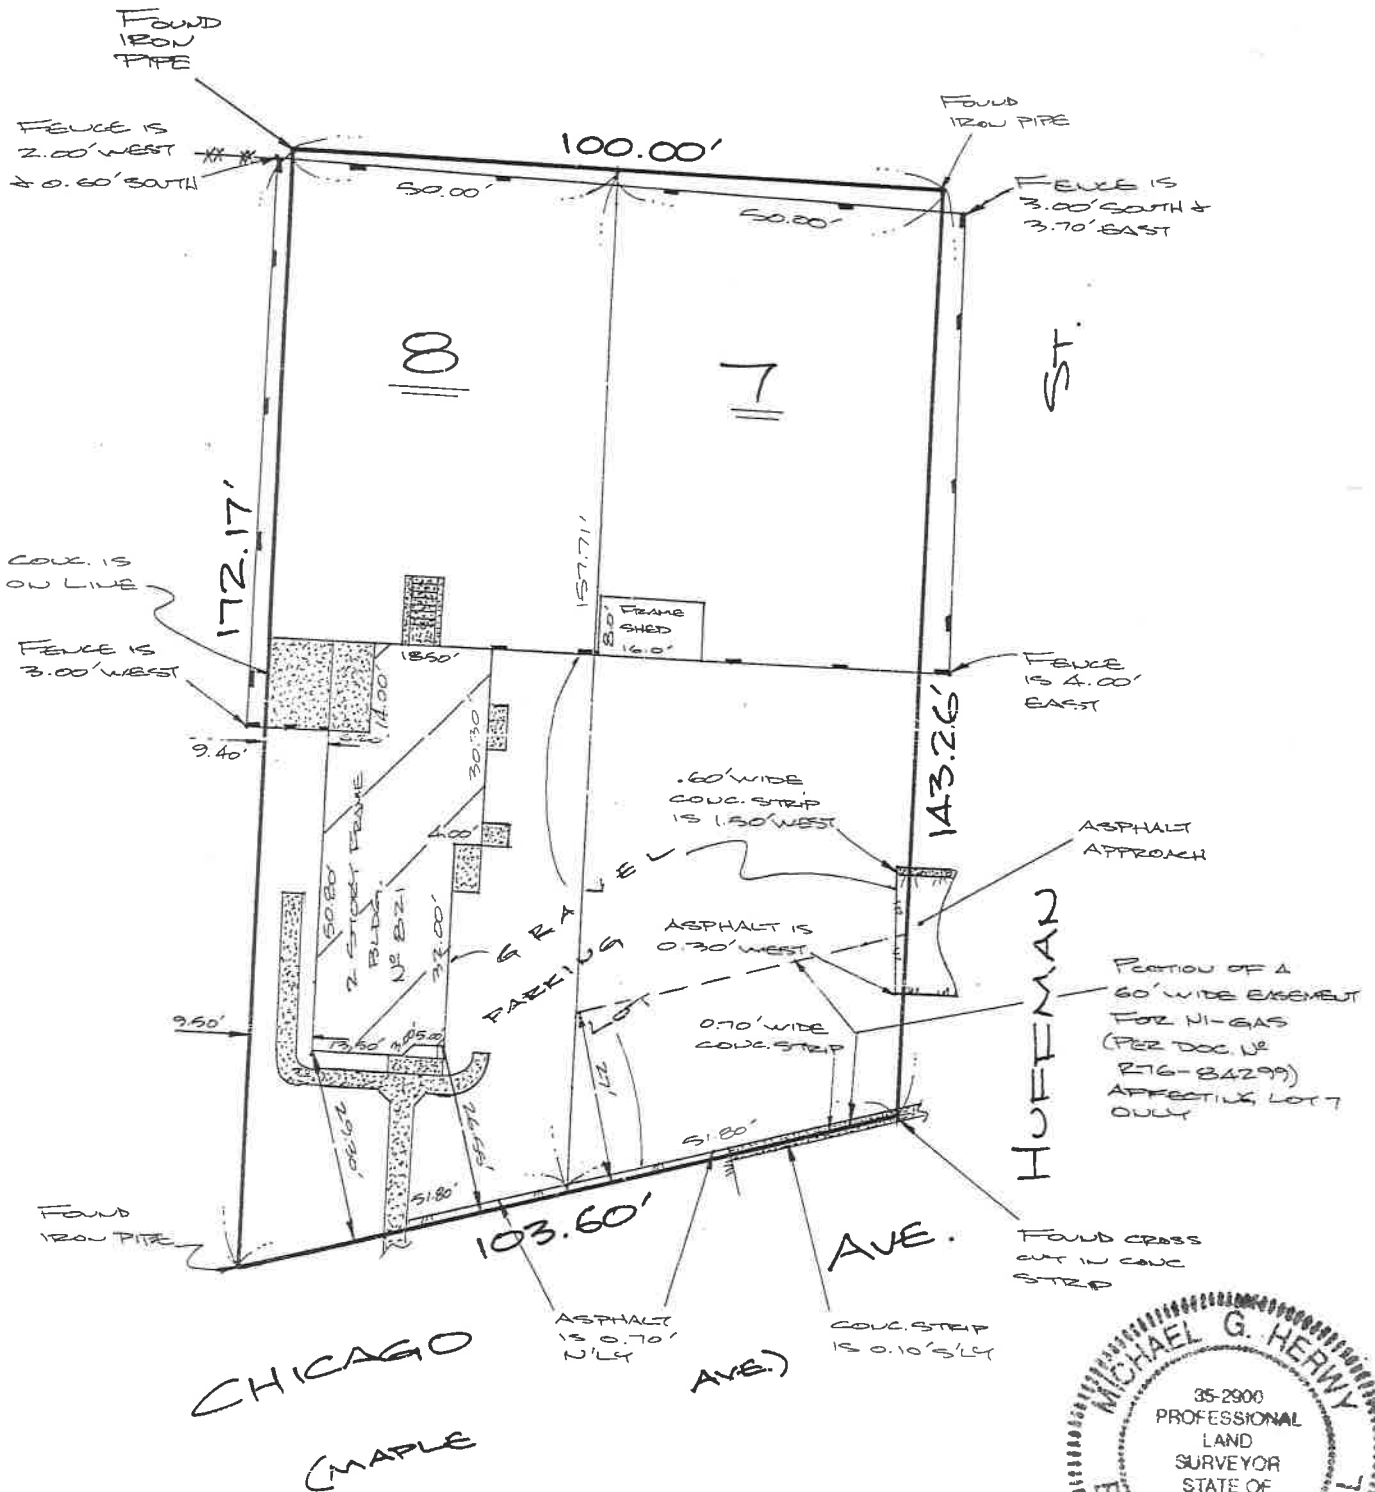 FOUND
IRON
PIPE
FENCE IS
2.00' WEST
& 0.60' SOUTH
100.00'
50.00'
50.00'
FOUND
IRON PIPE
FENCE IS
3.00' SOUTH &
3.70' EAST
8
7
ST.
172.17'
157.71'
CONC. IS
ON LINE
FENCE IS
3.00' WEST
FRAME
SHED
8.0'
16.0'
18.50'
14.00'
FENCE
IS 4.00'
EAST
9.40'
30.30'
143.26'
.60' WIDE
CONC. STRIP
IS 1.50' WEST
ASPHALT
APPROACH
4.00'
50.80'
2 STORY FRAME
BLDG.
Nº 821
32.00'
GRAVEL
PARKING
LOT
ASPHALT IS
0.30' WEST
HUFFMAN
PORTION OF A
60' WIDE EASEMENT
FOR NI-GAS
(PER DOC. Nº
R76-84299)
AFFECTING LOT 7
ONLY
9.50'
13.50'
5.00'
0.70' WIDE
CONC. STRIP
27'
29.30'
25.55'
51.80'
51.80'
103.60'
FOUND
IRON PIPE
FOUND CROSS
CUT IN CONC
STRIP
ASPHALT
IS 0.70'
N'LY
CONC. STRIP
IS 0.10' S'LY
CHICAGO AVE.
(MAPLE AVE.)
MICHAEL G. HERWY
35-2900
PROFESSIONAL
LAND
SURVEYOR
STATE OF